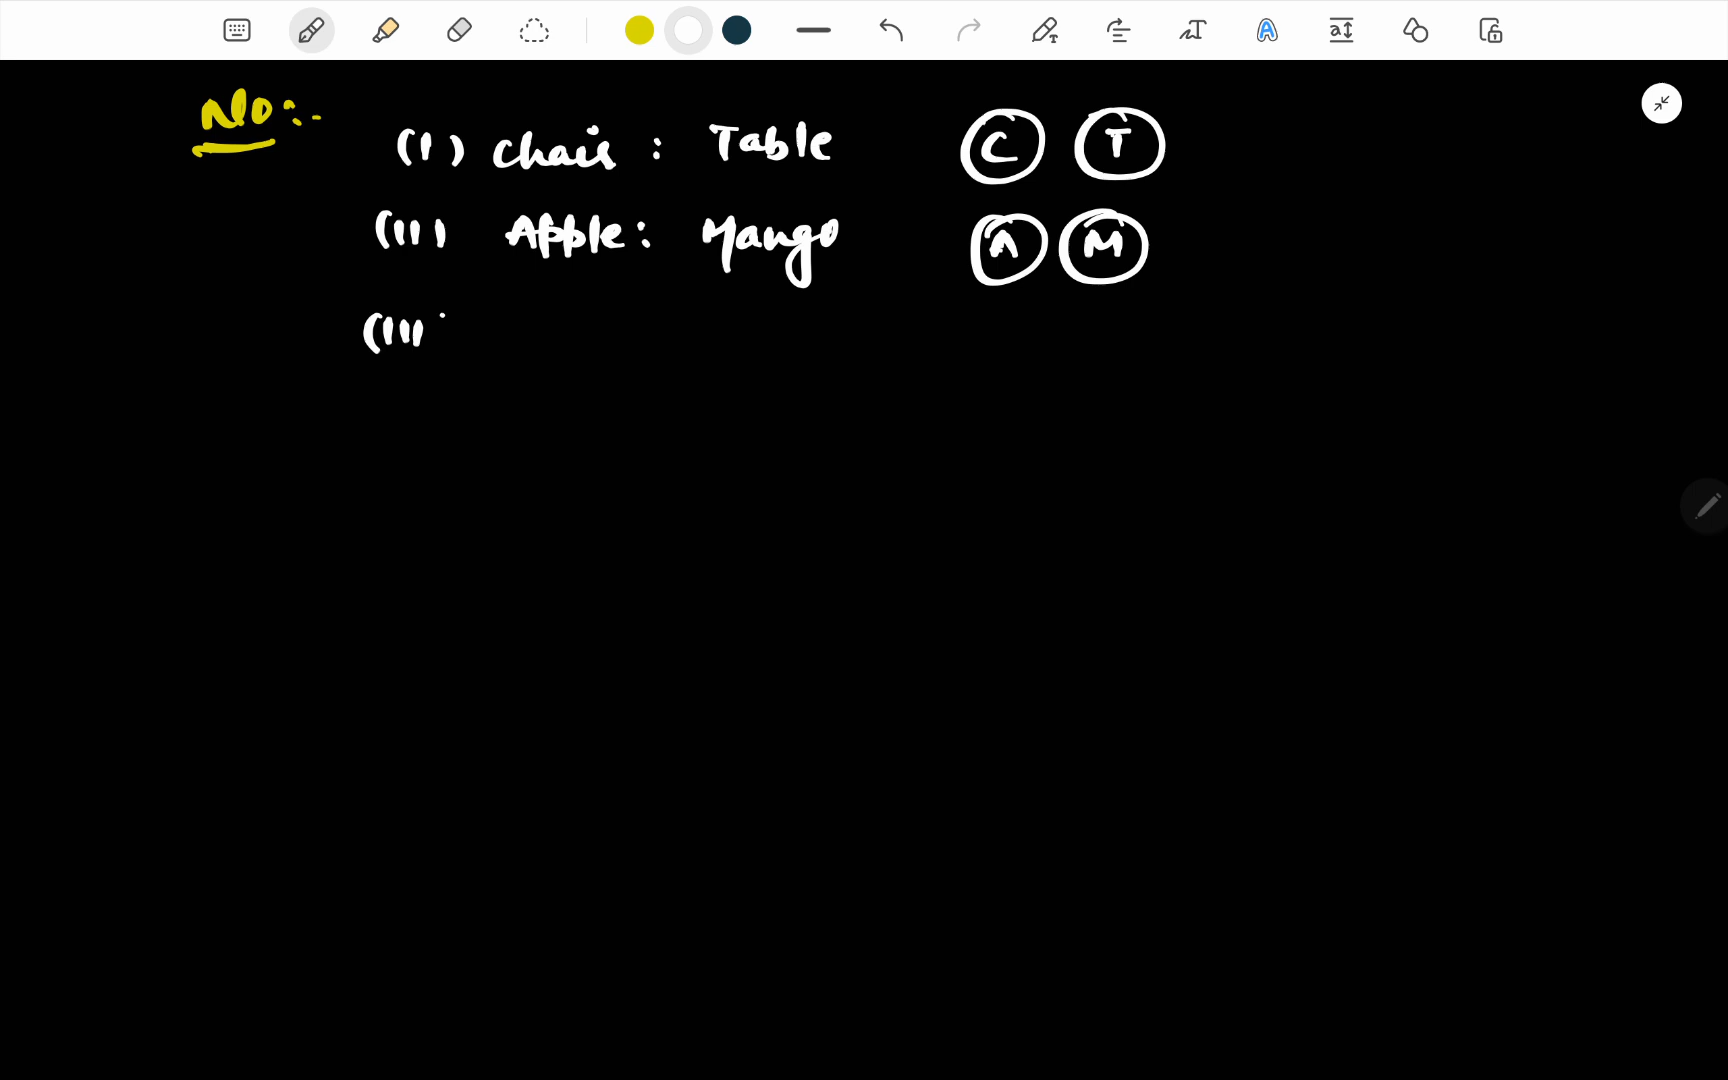 No:-
(I) Chair : Table C T
(II) Apple : Mango A M
(III